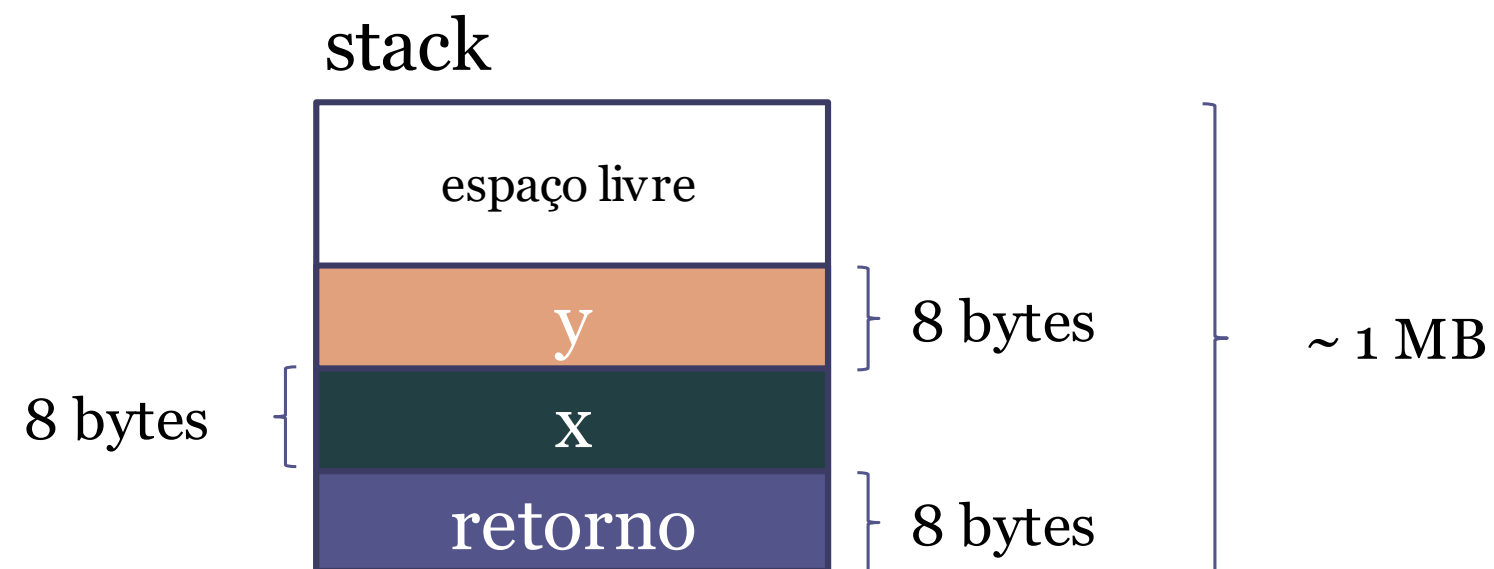 stack
espaço livre
y
8 bytes
~ 1 MB
8 bytes
x
retorno
8 bytes